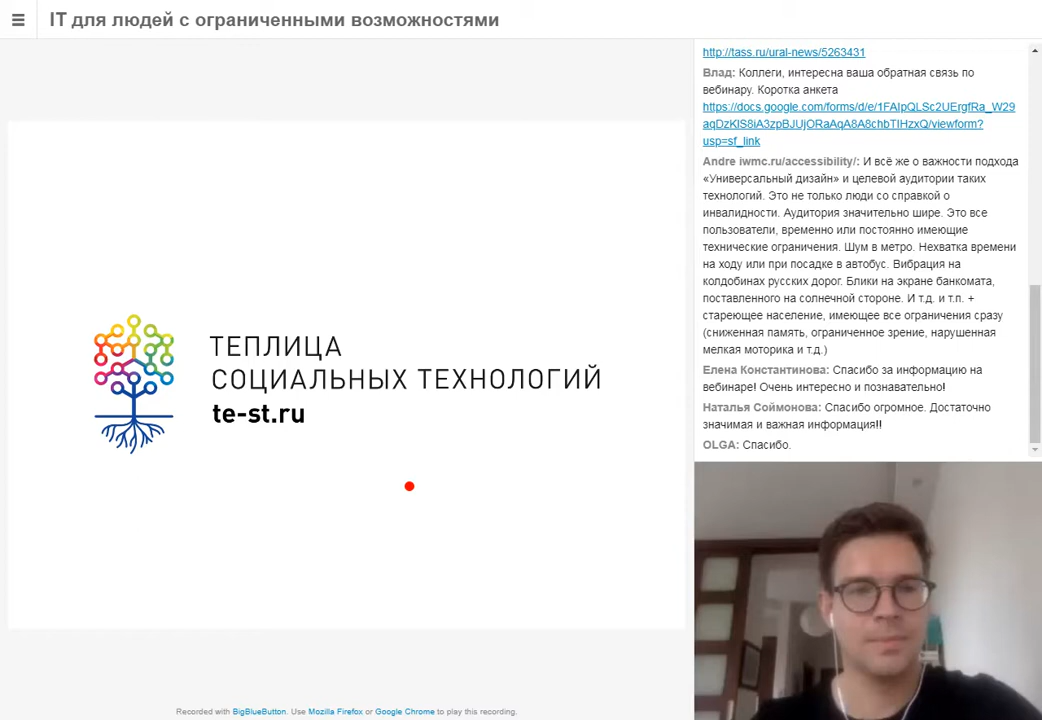 IT для людей с ограниченными возможностями
http://tass.ru/ural-news/5263431
Влад: Коллеги, интересна ваша обратная связь по
вебинару. Коротка анкета
https://docs.google.com/forms/d/e/1FAIpQLSc2UErgfRa_W29
aqDzKlS8iA3zpBJUjORaAqA8A8chbTIHzxQ/viewform?
usp=sf_link
Andre iwmc.ru/accessibility/: И всё же о важности подхода
«Универсальный дизайн» и целевой аудитории таких
технологий. Это не только люди со справкой о
инвалидности. Аудитория значительно шире. Это все
пользователи, временно или постоянно имеющие
технические ограничения. Шум в метро. Нехватка времени
на ходу или при посадке в автобус. Вибрация на
колдобинах русских дорог. Блики на экране банкомата,
поставленного на солнечной стороне. И т.д. и т.п. +
стареющее население, имеющее все ограничения сразу
(сниженная память, ограниченое зрение, нарушенная
мелкая моторика и т.д.)
Елена Константинова: Спасибо за информацию на
вебинаре! Очень интересно и познавательно!
Наталья Соймонова: Спасибо огромное. Достаточно
значимая и важная информация!!
OLGA: Спасибо.
ТЕПЛИЦА
СОЦИАЛЬНЫХ ТЕХНОЛОГИЙ
te-st.ru
Recorded with BigBlueButton. Use Mozilla Firefox or Google Chrome to play this recording.